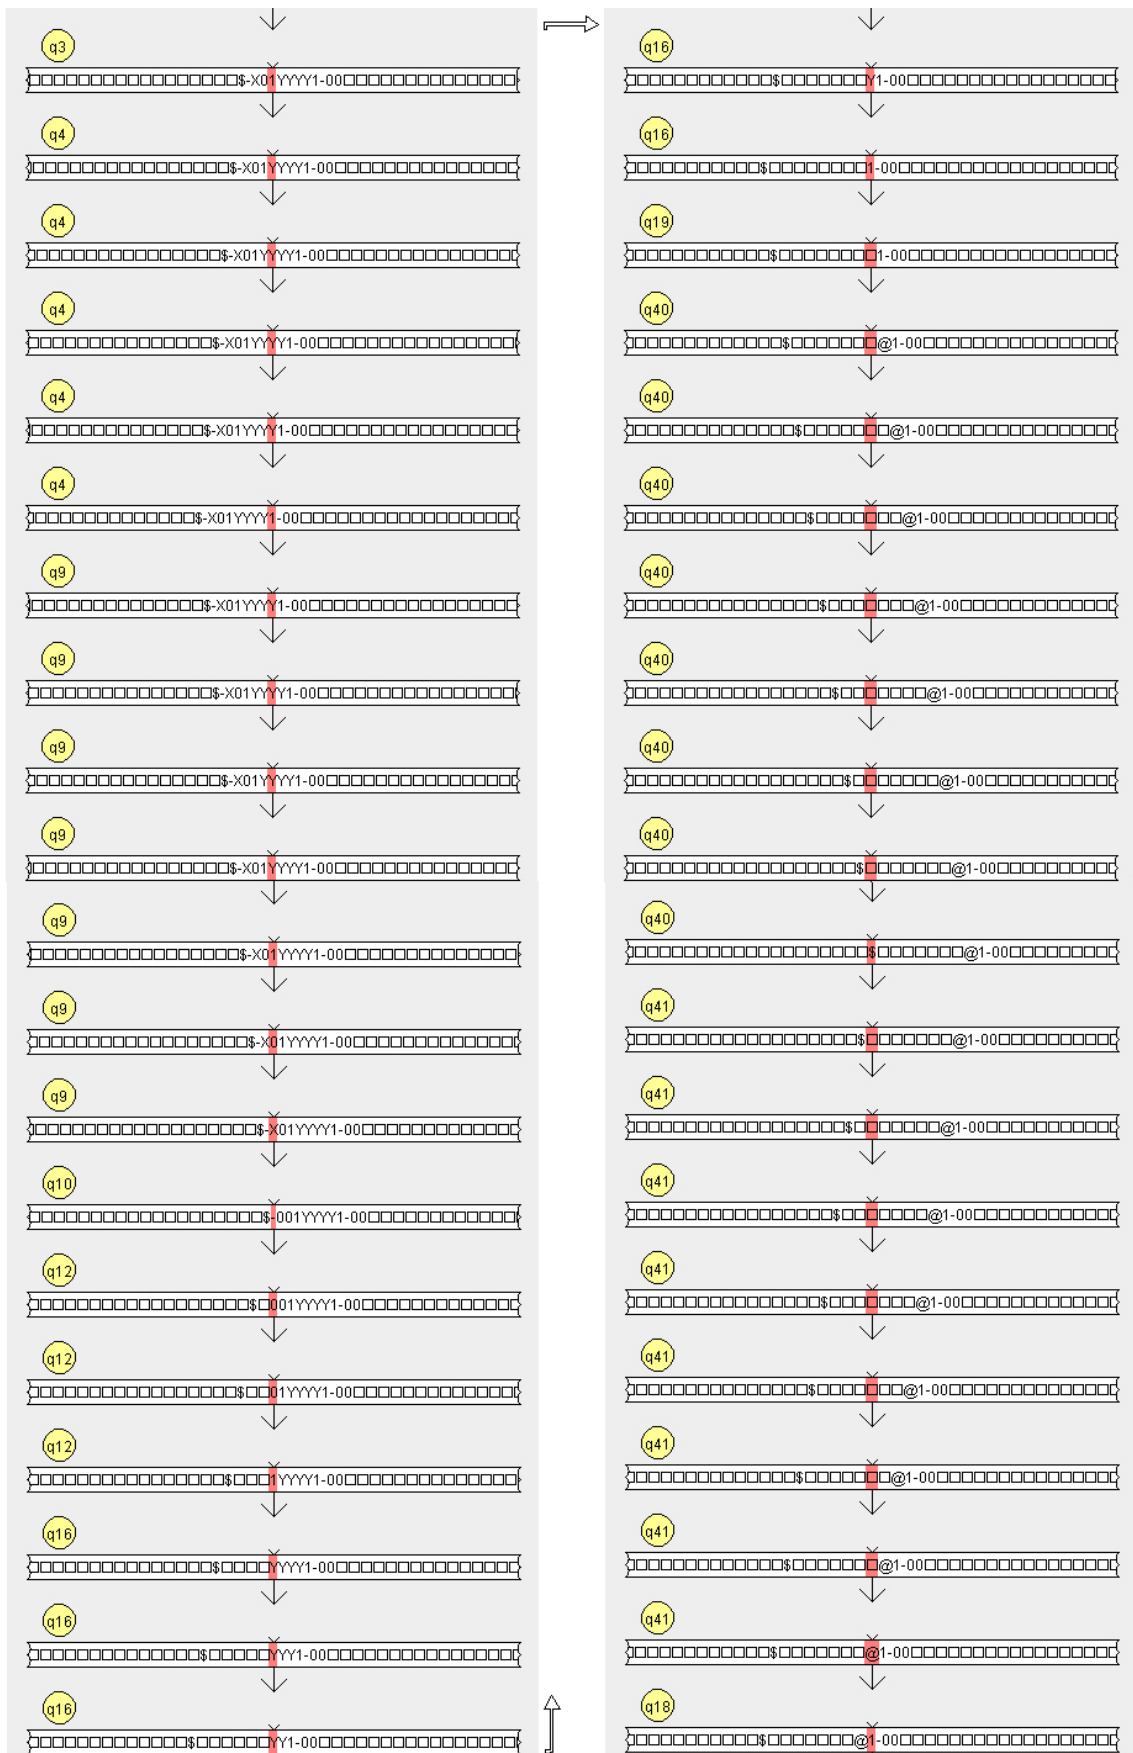 q3
$-X01YYYY1-00
q4
$-X01YYYY1-00
q4
$-X01YYYY1-00
q4
$-X01YYYY1-00
q4
$-X01YYYY1-00
q4
$-X01YYYY1-00
q9
$-X01YYYY1-00
q9
$-X01YYYY1-00
q9
$-X01YYYY1-00
q9
$-X01YYYY1-00
q9
$-X01YYYY1-00
q9
$-X01YYYY1-00
q9
$-X01YYYY1-00
q10
$-001YYYY1-00
q12
$ 001YYYY1-00
q12
$ 01YYYY1-00
q12
$ 1YYYY1-00
q16
$ YYYY1-00
q16
$ YYY1-00
q16
$ YY1-00
q16
$ Y1-00
q16
$ 1-00
q19
$ 1-00
q40
$ @1-00
q40
$ @1-00
q40
$ @1-00
q40
$ @1-00
q40
$ @1-00
q40
$ @1-00
q40
$ @1-00
q40
$ @1-00
q41
$ @1-00
q41
$ @1-00
q41
$ @1-00
q41
$ @1-00
q41
$ @1-00
q41
$ @1-00
q41
$ @1-00
q41
$ @1-00
q18
$ @1-00